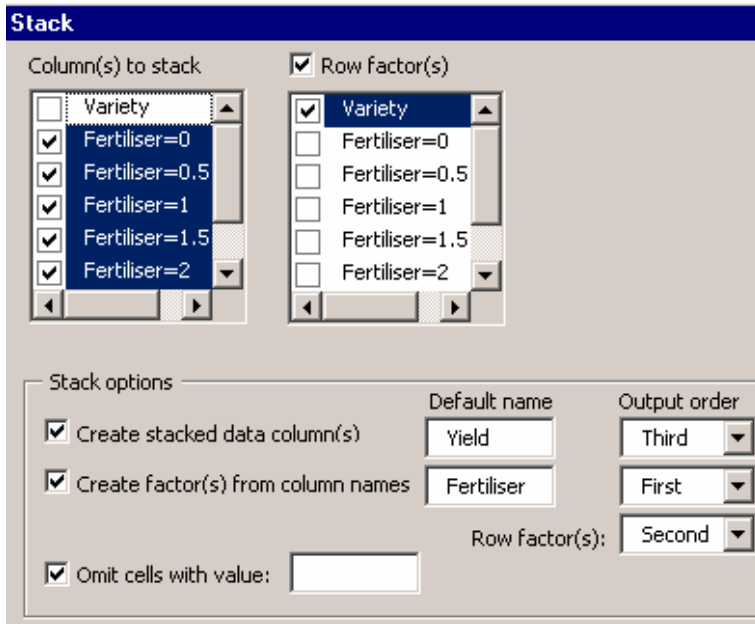 Stack
Column(s) to stack
Row factor(s)
Variety
Fertiliser=0
Fertiliser=0.5
Fertiliser=1
Fertiliser=1.5
Fertiliser=2
Variety
Fertiliser=0
Fertiliser=0.5
Fertiliser=1
Fertiliser=1.5
Fertiliser=2
Stack options
Default name Output order
Create stacked data column(s) Yield Third
Create factor(s) from column names Fertiliser First
Row factor(s): Second
Omit cells with value: